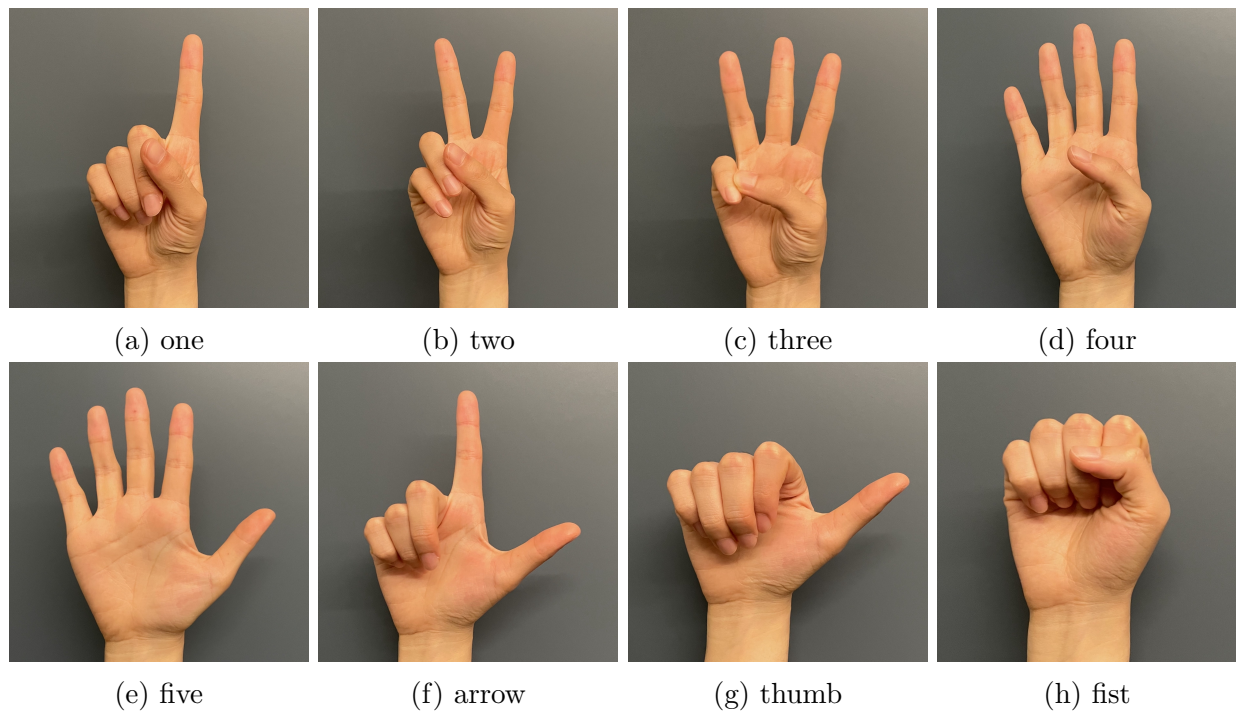 (a) one
(b) two
(c) three
(d) four
(e) five
(f) arrow
(g) thumb
(h) fist